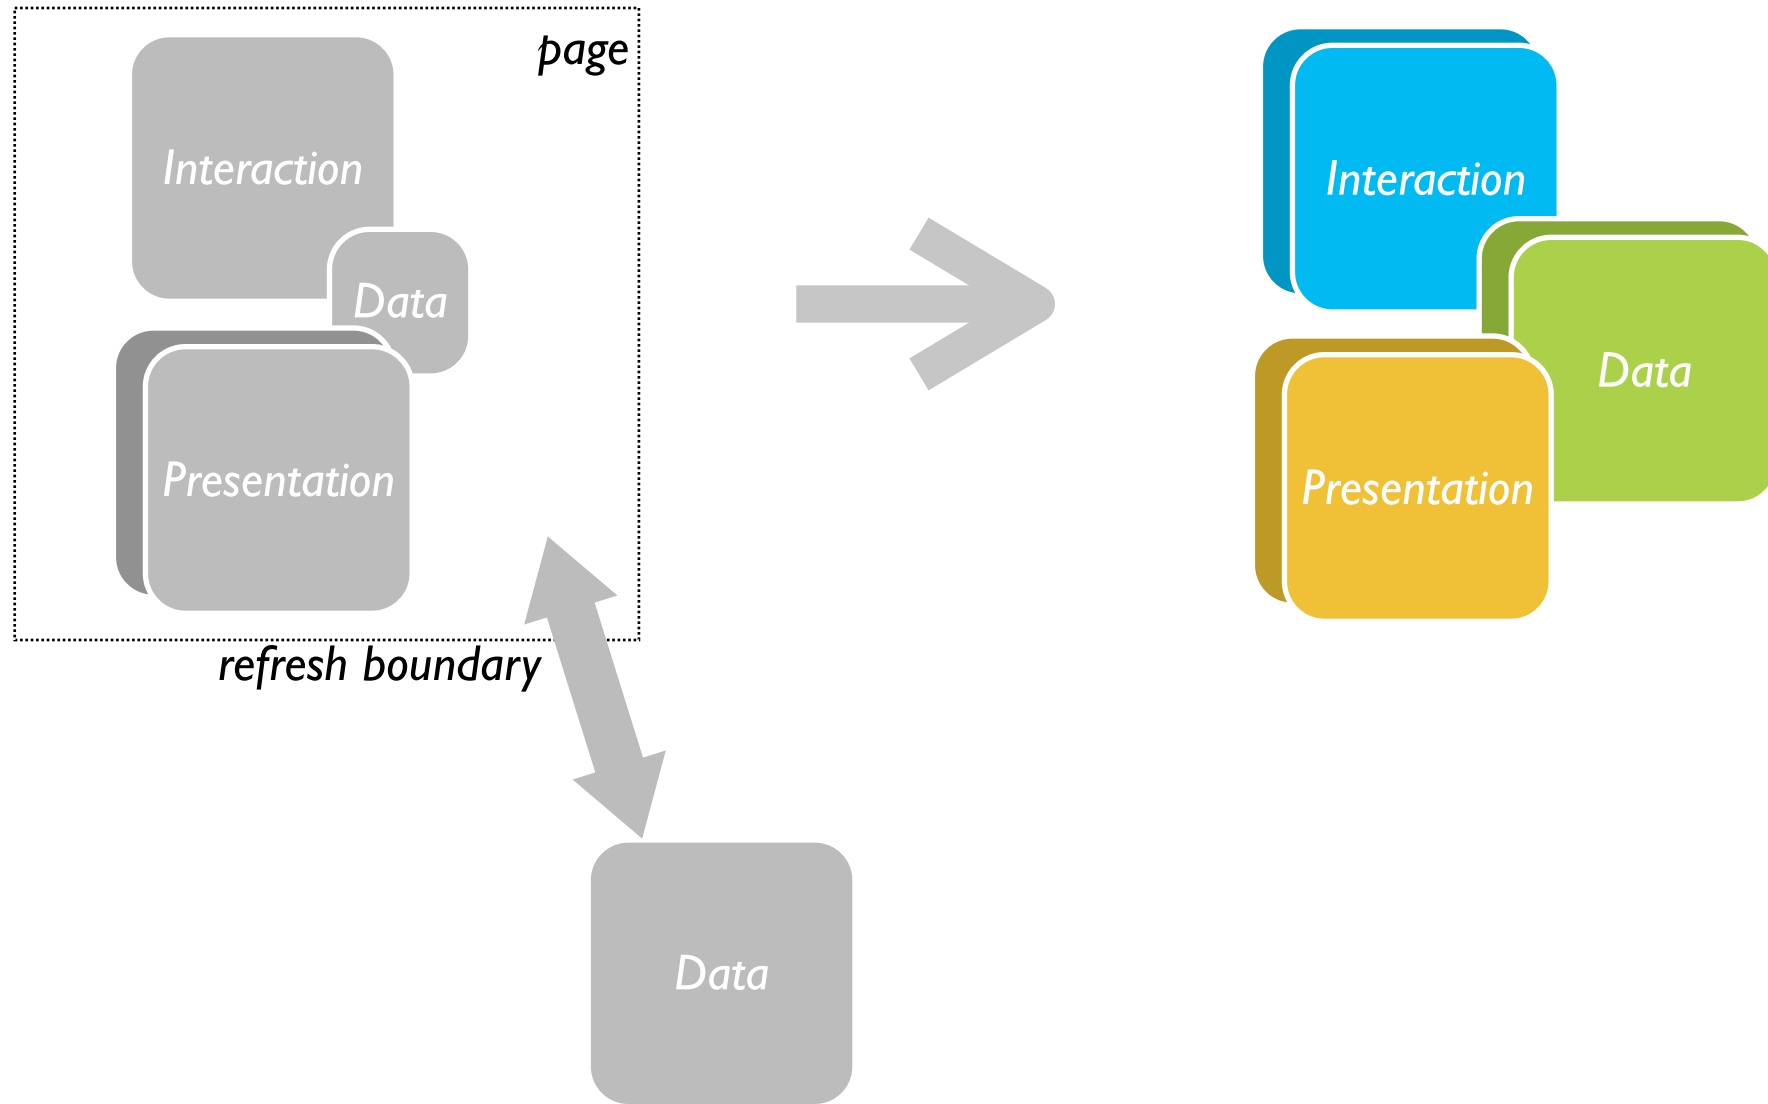 page
Interaction
Data
Presentation
refresh boundary
Data
Interaction
Data
Presentation